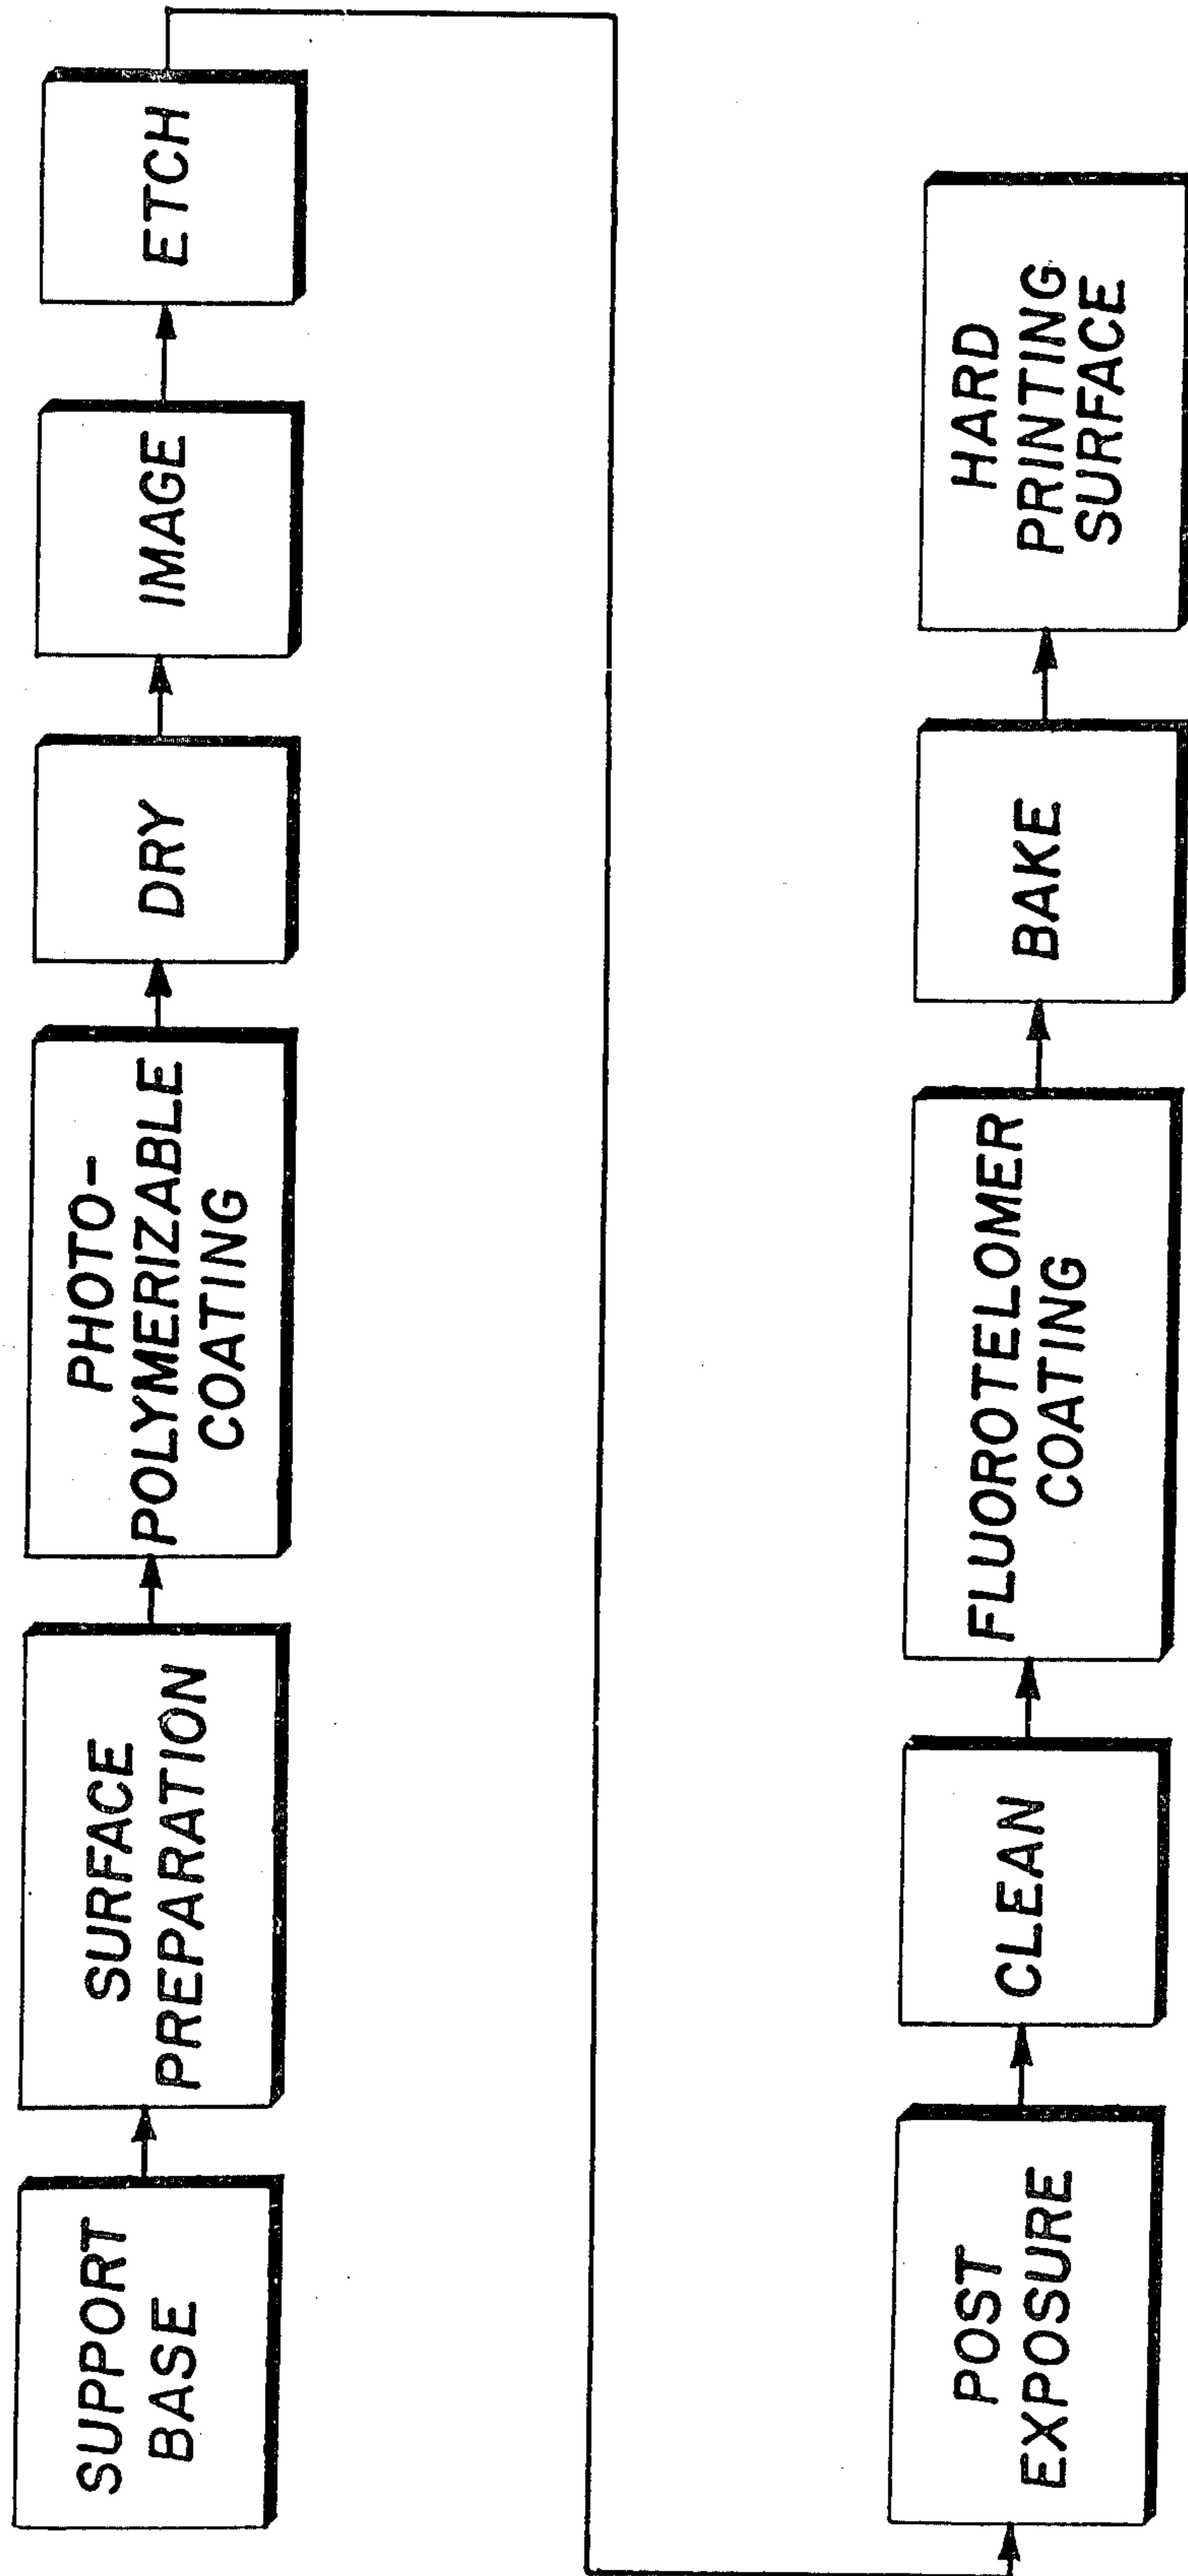 SUPPORT
BASE
SURFACE
PREPARATION
PHOTO-
POLYMERIZABLE
COATING
DRY
IMAGE
ETCH
POST
EXPOSURE
CLEAN
FLUOROTELOMER
COATING
BAKE
HARD
PRINTING
SURFACE